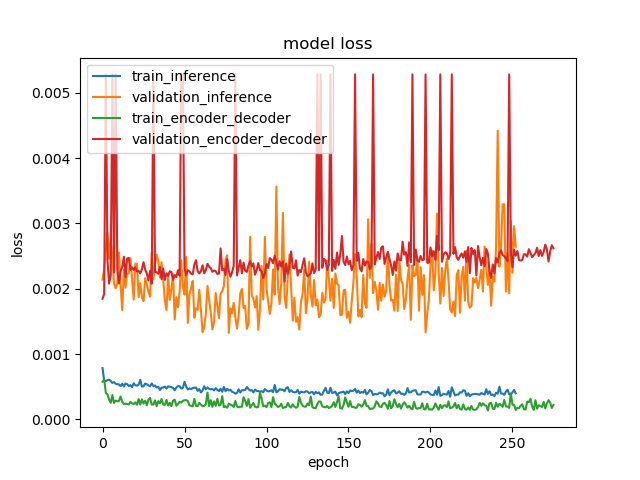 model loss
train_inference
validation_inference
train_encoder_decoder
validation_encoder_decoder
loss
0.005
0.004
0.003
0.002
0.001
0.000
0 50 100 150 200 250
epoch